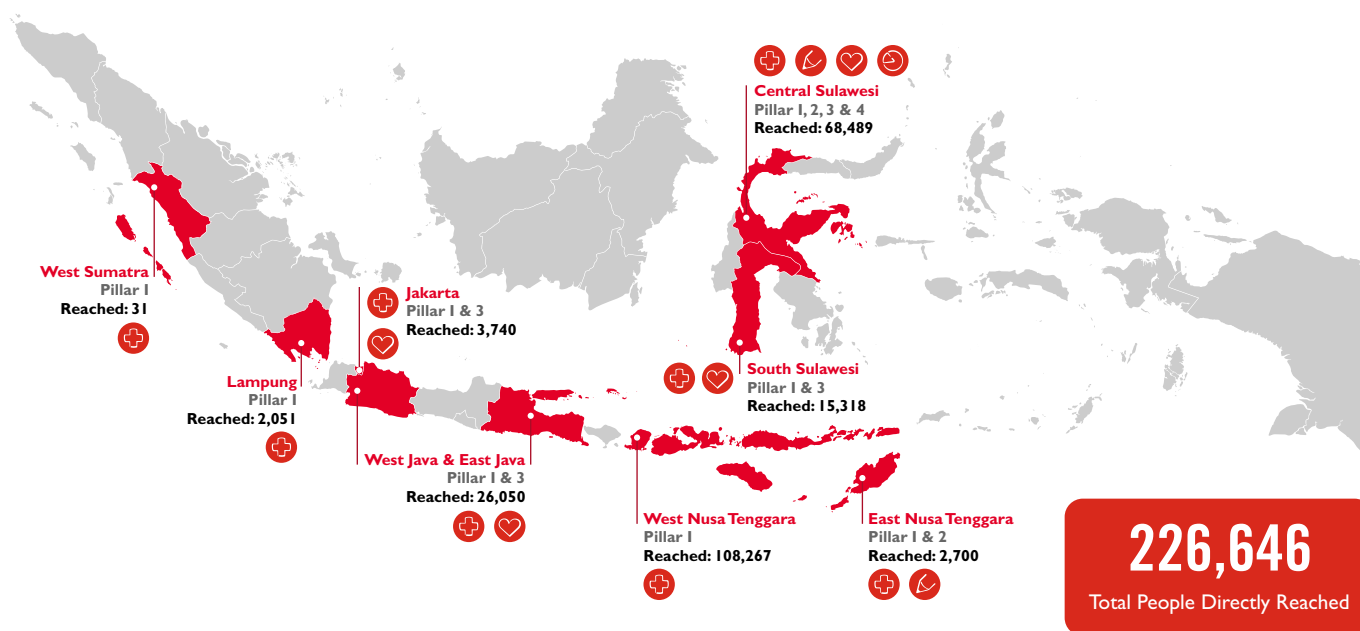 Central Sulawesi
Pillar 1, 2, 3 & 4
Reached: 68,489
West Sumatra
Pillar 1
Reached: 31
Jakarta
Pillar 1 & 3
Reached: 3,740
Lampung
Pillar 1
Reached: 2,051
South Sulawesi
Pillar 1 & 3
Reached: 15,318
West Java & East Java
Pillar 1 & 3
Reached: 26,050
West Nusa Tenggara
Pillar 1
Reached: 108,267
East Nusa Tenggara
Pillar 1 & 2
Reached: 2,700
226,646
Total People Directly Reached